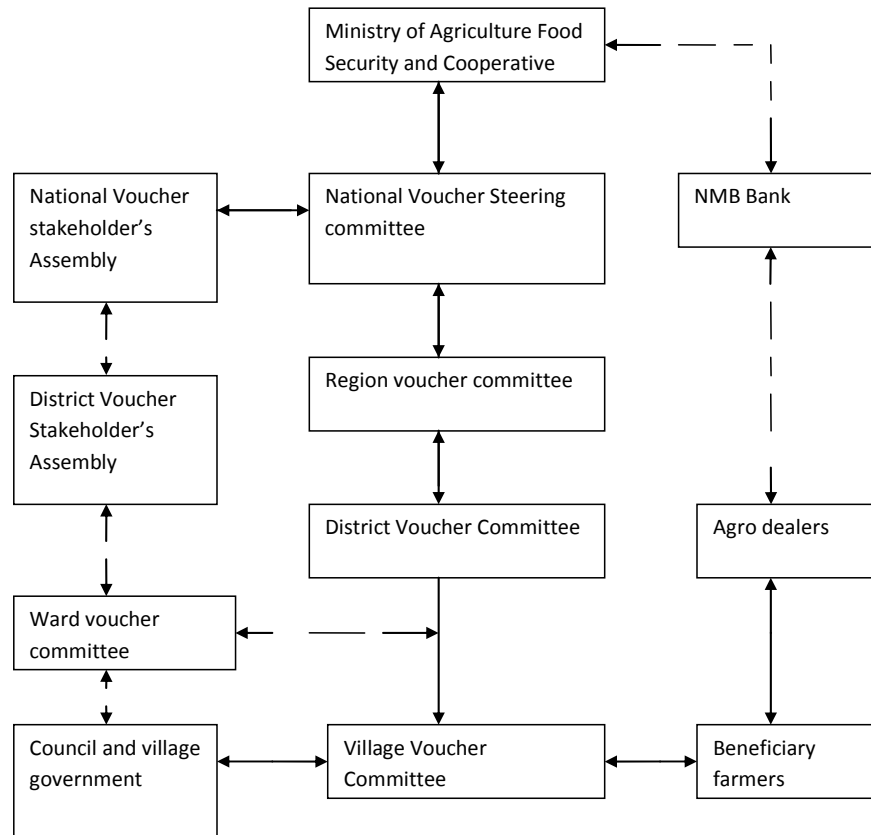 Ministry of Agriculture Food
Security and Cooperative
National Voucher
stakeholder’s
Assembly
National Voucher Steering
committee
NMB Bank
Region voucher committee
District Voucher
Stakeholder’s
Assembly
District Voucher Committee
Agro dealers
Ward voucher
committee
Council and village
government
Village Voucher
Committee
Beneficiary
farmers